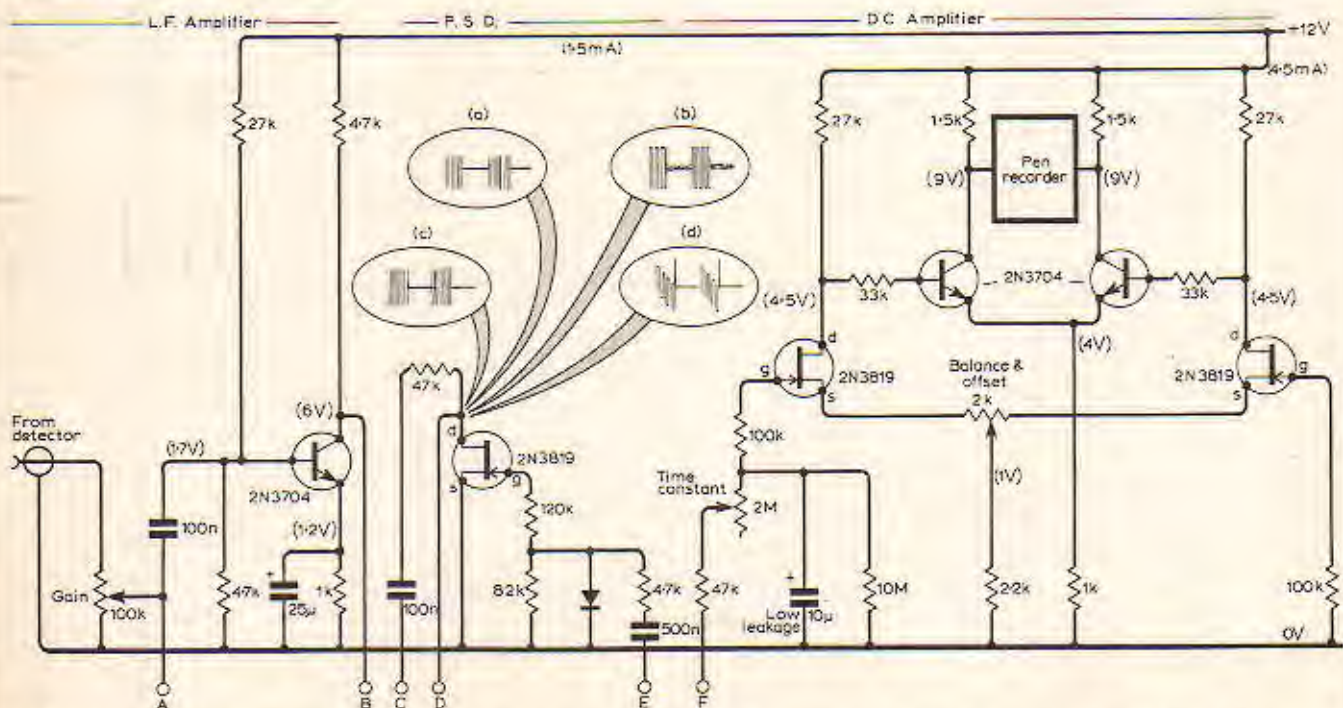 L.F. Amplifier
P. S. D.
D.C. Amplifier
+12V
(1·5mA)
(4·5mA)
27k
4·7k
(a)
(b)
(c)
(d)
27k
1·5k
1·5k
27k
Pen
recorder
(9V)
(9V)
2N3704
(4·5V)
33k
33k
(4·5V)
(4V)
47k
d
2N3819
g
s
Balance &
offset
2k
d
2N3819
g
s
From
detector
(1·7V)
(6V)
2N3704
(1·2V)
d
2N3819
g
s
100k
(1V)
Time
constant
2M
120k
100n
Gain
100k
4·7k
+
25μ
1k
100n
82k
4·7k
500n
47k
+
Low
leakage
10μ
10M
2·2k
1k
100k
0V
A
B
C
D
E
F